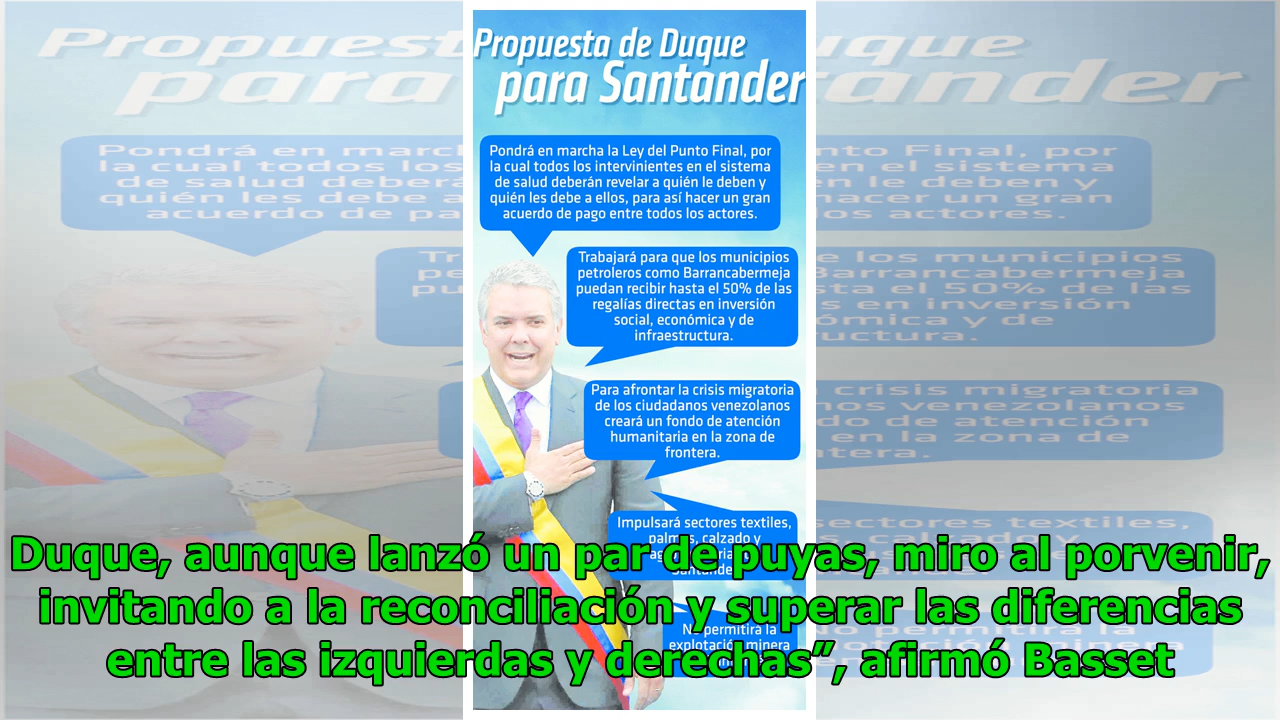 Propuesta de Duque
para Santander
Pondrá en marcha la Ley del Punto Final, por
la cual todos los intervinientes en el sistema
de salud deberán revelar a quién le deben y
quién les debe a ellos, para así hacer un gran
acuerdo de pago entre todos los actores.
Trabajará para que los municipios
petroleros como Barrancabermeja
puedan recibir hasta el 50% de las
regalías directas en inversión
social, económica y de
infraestructura.
Para afrontar la crisis migratoria
de los ciudadanos venezolanos
creará un fondo de atención
humanitaria en la zona de
frontera.
Impulsará sectores textiles,
palmas, calzado y
Santander
No permitirá la
explotación minera
Duque, aunque lanzó un par de puyas, miro al porvenir,
invitando a la reconciliación y superar las diferencias
entre las izquierdas y derechas”, afirmó Basset